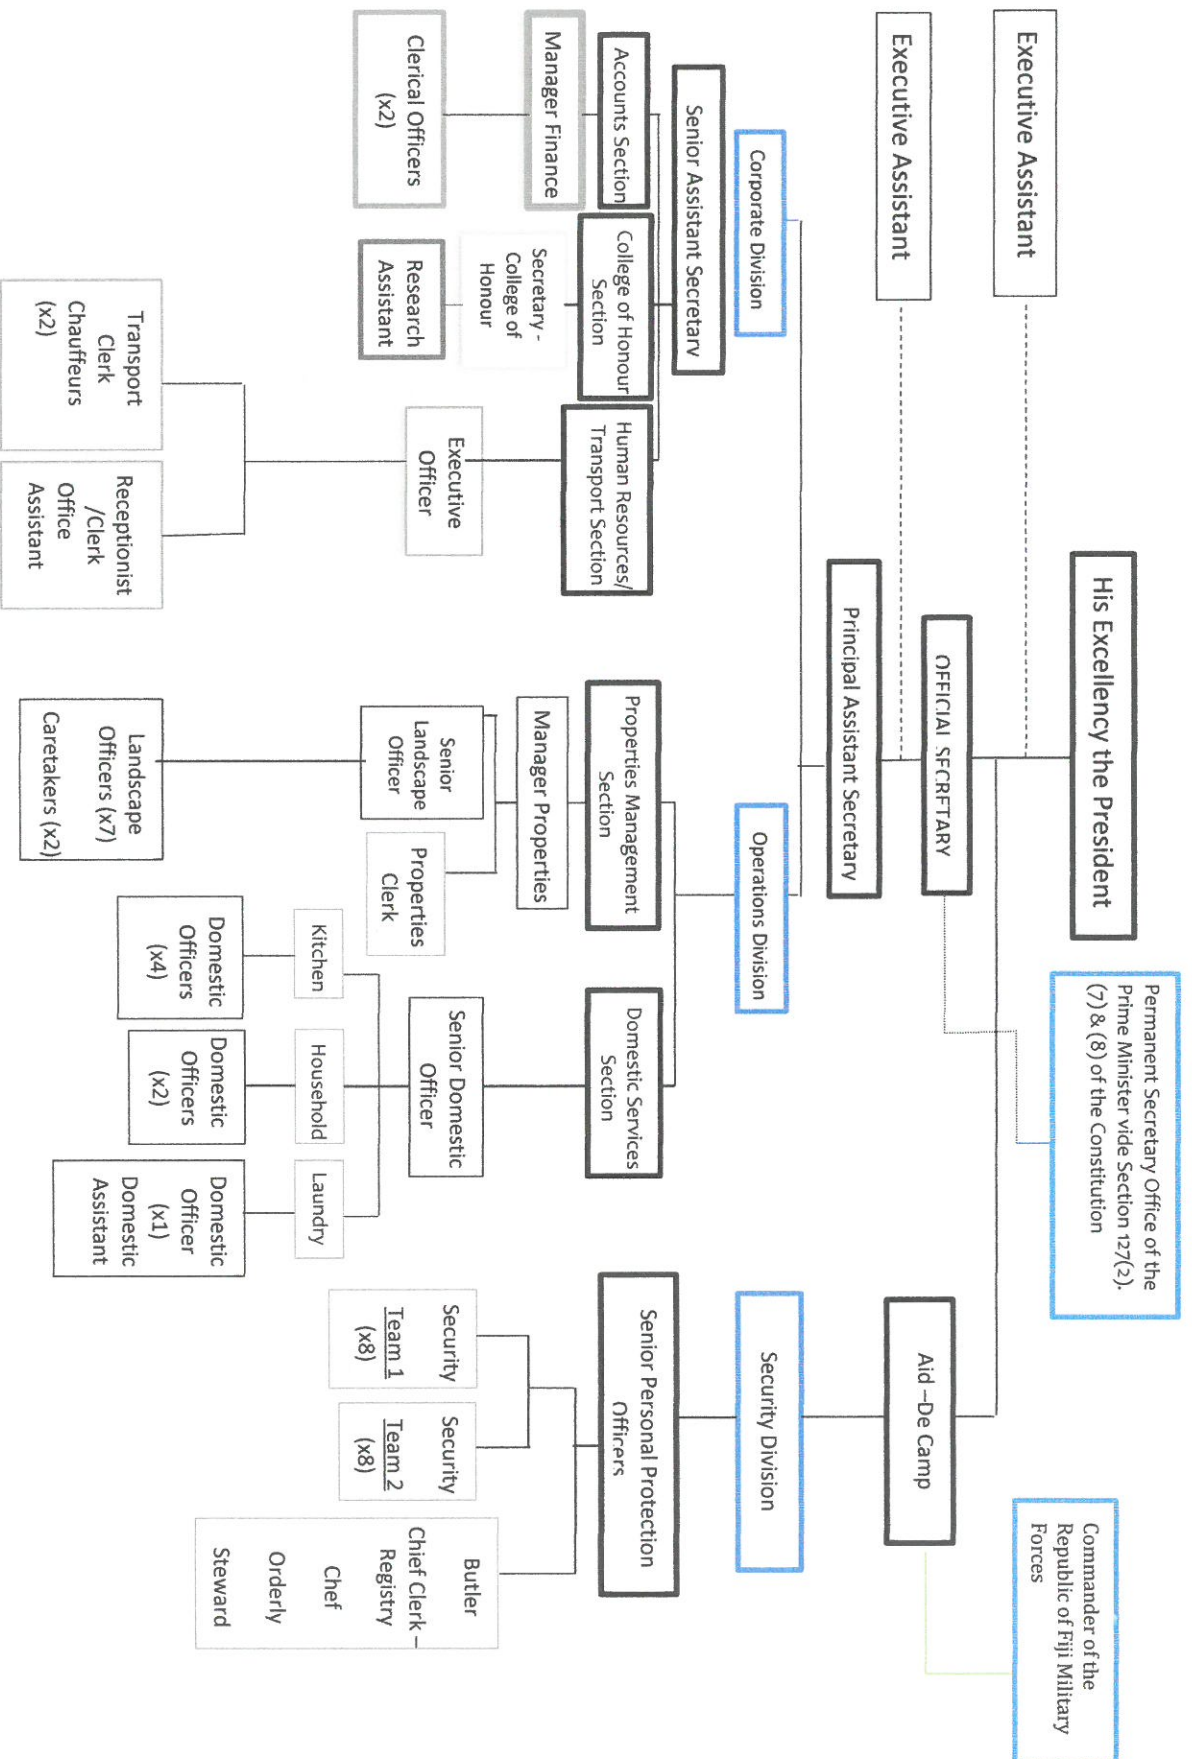 His Excellency the President
Permanent Secretary Office of the
Prime Minister vide Section 127(2).
(7) & (8) of the Constitution
Commander of the
Republic of Fiji Military
Forces
Executive Assistant
OFFICIAL SECRETARY
Aid –De Camp
Executive Assistant
Principal Assistant Secretary
Corporate Division
Operations Division
Security Division
Senior Assistant Secretary
Accounts Section
College of Honour
Section
Human Resources/
Transport Section
Properties Management
Section
Domestic Services
Section
Senior Personal Protection
Officers
Manager Finance
Secretary -
College of
Honour
Executive
Officer
Manager Properties
Senior Domestic
Officer
Clerical Officers
(x2)
Research
Assistant
Senior
Landscape
Officer
Properties
Clerk
Kitchen
Household
Laundry
Security
Team 1
(x8)
Security
Team 2
(x8)
Butler
Chief Clerk –
Registry
Chef
Orderly
Steward
Transport
Clerk
Chauffeurs
(x2)
Receptionist
/Clerk
Office
Assistant
Landscape
Officers (x7)
Caretakers (x2)
Domestic
Officers
(x4)
Domestic
Officers
(x2)
Domestic
Officer
(x1)
Domestic
Assistant